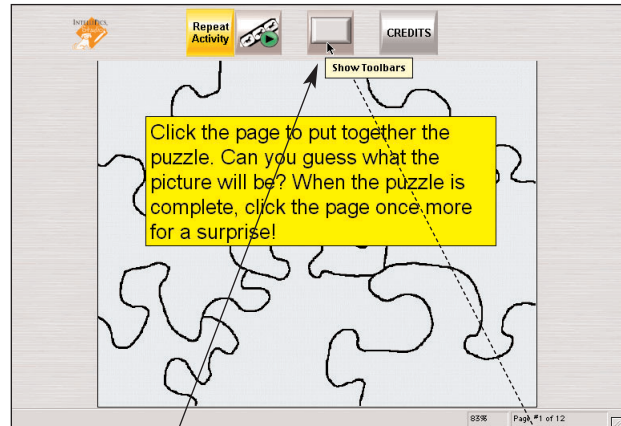 INTELLITICS
Repeat
Activity
CREDITS
Show Toolbars
Click the page to put together the
puzzle. Can you guess what the
picture will be? When the puzzle is
complete, click the page once more
for a surprise!
83% Page #1 of 12